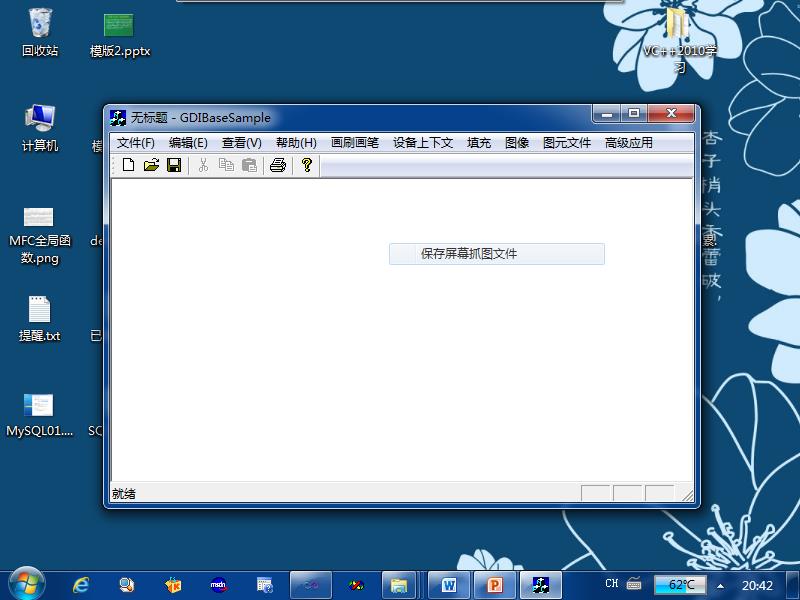 回收站
模版2.pptx
VC++2010学
习
计算机
无标题 - GDIBaseSample
文件(F) 编辑(E) 查看(V) 帮助(H) 画刷画笔 设备上下文 填充 图像 图元文件 高级应用
保存屏幕抓图文件
杏子梢头香蕾破，
MFC全局函
数.png
提醒.txt
MySQL01....
就绪
msdn
CH
62℃
20:42